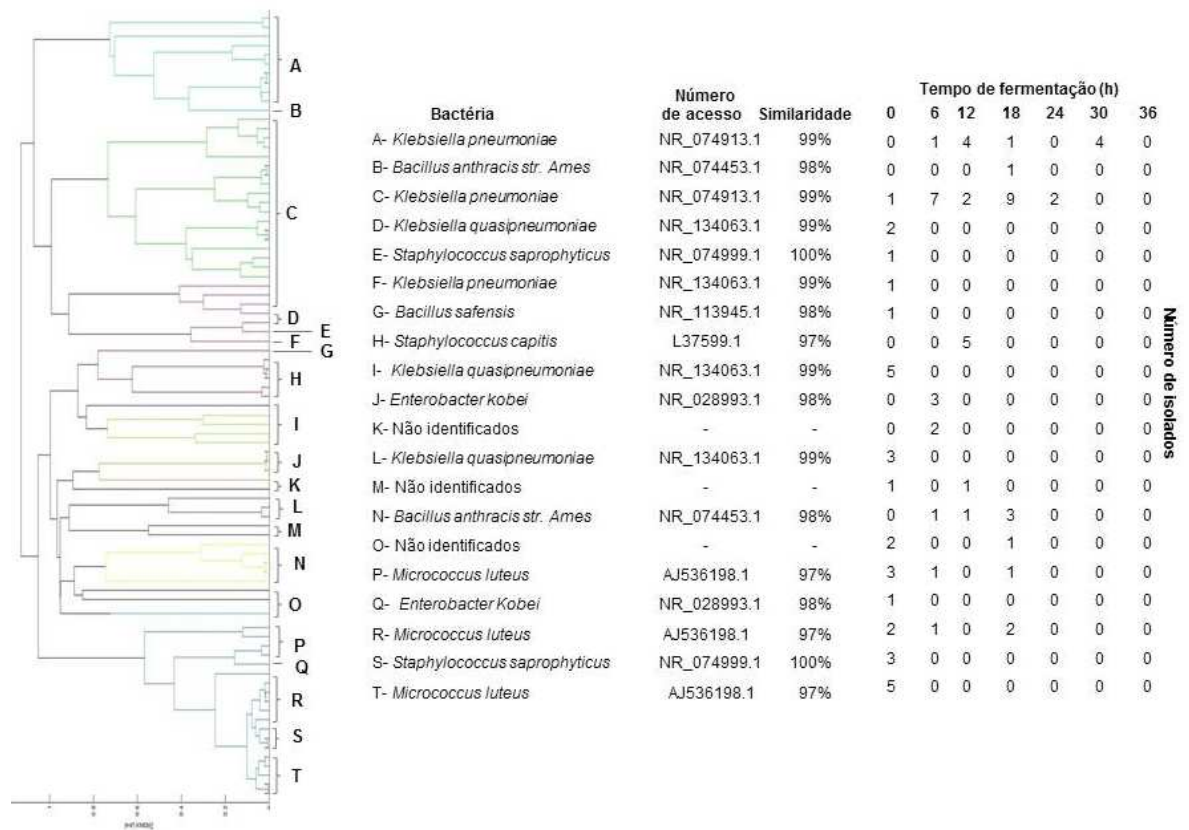 A
B
C
D
E
F
G
H
I
J
K
L
M
N
O
P
Q
R
S
T
Tempo de fermentação (h)
Bactéria Número de acesso Similaridade 0 6 12 18 24 30 36
A- Klebsiella pneumoniae NR_074913.1 99% 0 1 4 1 0 4 0
B- Bacillus anthracis str. Ames NR_074453.1 98% 0 0 0 1 0 0 0
C- Klebsiella pneumoniae NR_074913.1 99% 1 7 2 9 2 0 0
D- Klebsiella quasipneumoniae NR_134063.1 99% 2 0 0 0 0 0 0
E- Staphylococcus saprophyticus NR_074999.1 100% 1 0 0 0 0 0 0
F- Klebsiella pneumoniae NR_134063.1 99% 1 0 0 0 0 0 0
G- Bacillus safensis NR_113945.1 98% 1 0 0 0 0 0 0
H- Staphylococcus capitis L37599.1 97% 0 0 5 0 0 0 0
I- Klebsiella quasipneumoniae NR_134063.1 99% 5 0 0 0 0 0 0
J- Enterobacter kobei NR_028993.1 98% 0 3 0 0 0 0 0
K- Não identificados - - 0 2 0 0 0 0 0
L- Klebsiella quasipneumoniae NR_134063.1 99% 3 0 0 0 0 0 0
M- Não identificados - - 1 0 1 0 0 0 0
N- Bacillus anthracis str. Ames NR_074453.1 98% 0 1 1 3 0 0 0
O- Não identificados - - 2 0 0 1 0 0 0
P- Micrococcus luteus AJ536198.1 97% 3 1 0 1 0 0 0
Q- Enterobacter Kobei NR_028993.1 98% 1 0 0 0 0 0 0
R- Micrococcus luteus AJ536198.1 97% 2 1 0 2 0 0 0
S- Staphylococcus saprophyticus NR_074999.1 100% 3 0 0 0 0 0 0
T- Micrococcus luteus AJ536198.1 97% 5 0 0 0 0 0 0
Número de isolados